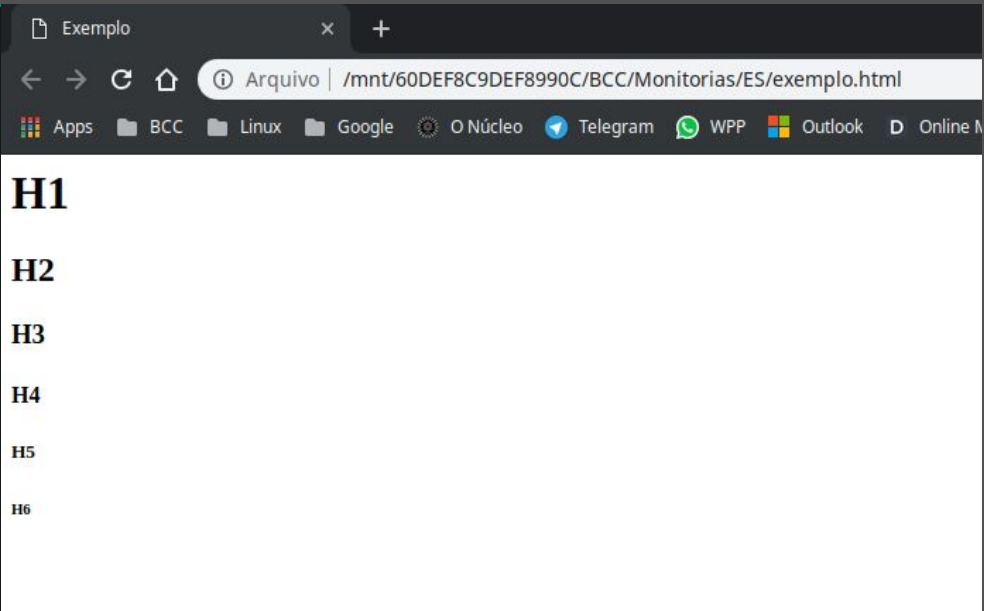 Exemplo
Arquivo /mnt/60DEF8C9DEF8990C/BCC/Monitorias/ES/exemplo.html
Apps BCC Linux Google O Núcleo Telegram WPP Outlook D Online
H1
H2
H3
H4
H5
H6